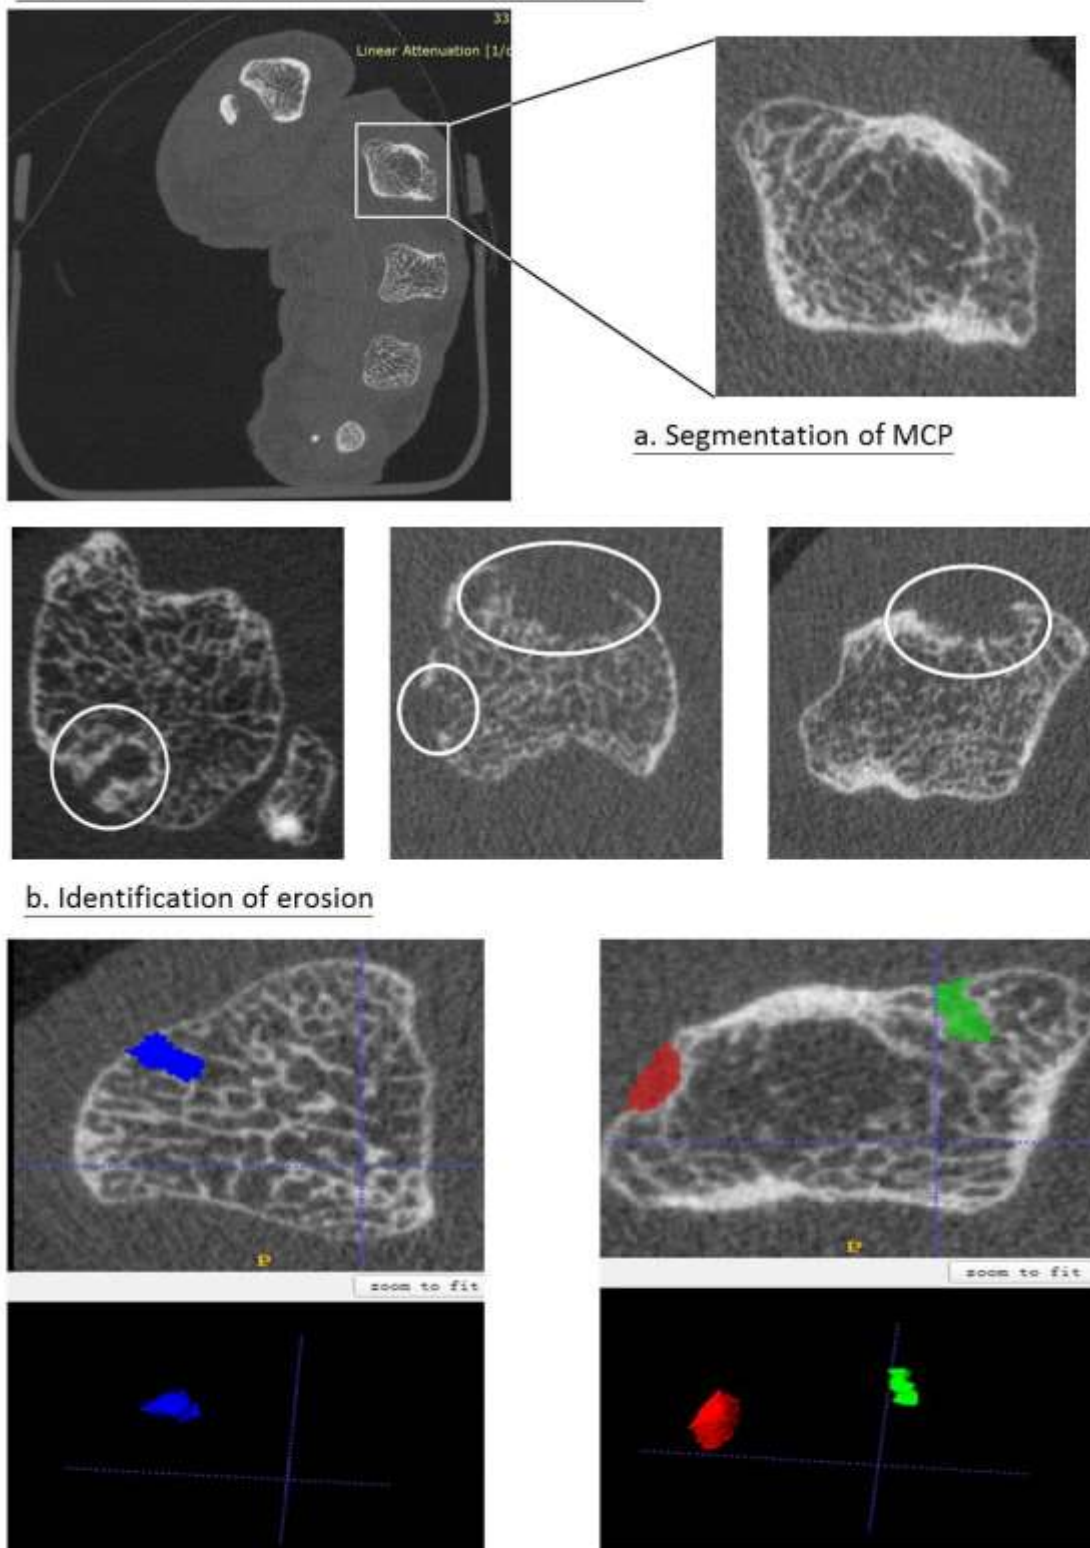 33
Linear Attenuation [1/c
a. Segmentation of MCP
b. Identification of erosion
P
zoom to fit
P
zoom to fit